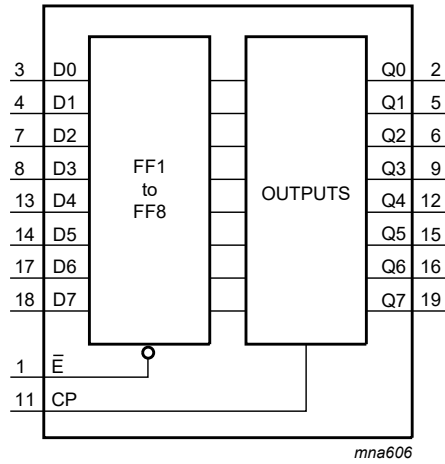 3 D0 Q0 2
4 D1 Q1 5
7 D2 Q2 6
8 D3 Q3 9
FF1
to
FF8
OUTPUTS
13 D4 Q4 12
14 D5 Q5 15
17 D6 Q6 16
18 D7 Q7 19
1 E̅
11 CP
mna606